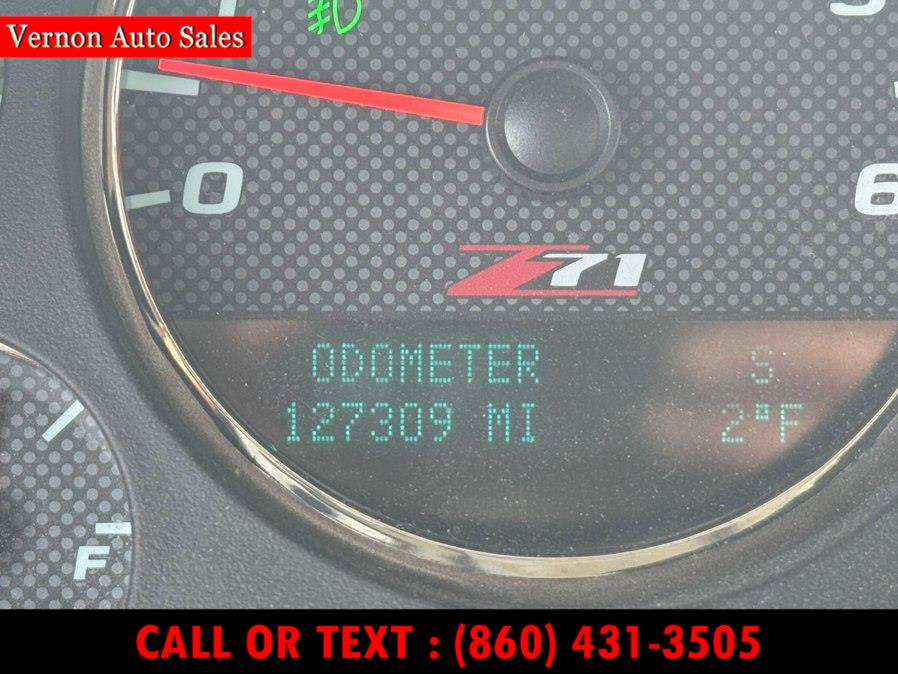 Vernon Auto Sales
0
6
Z71
ODOMETER S
127309 MI 2°F
F
CALL OR TEXT : (860) 431-3505